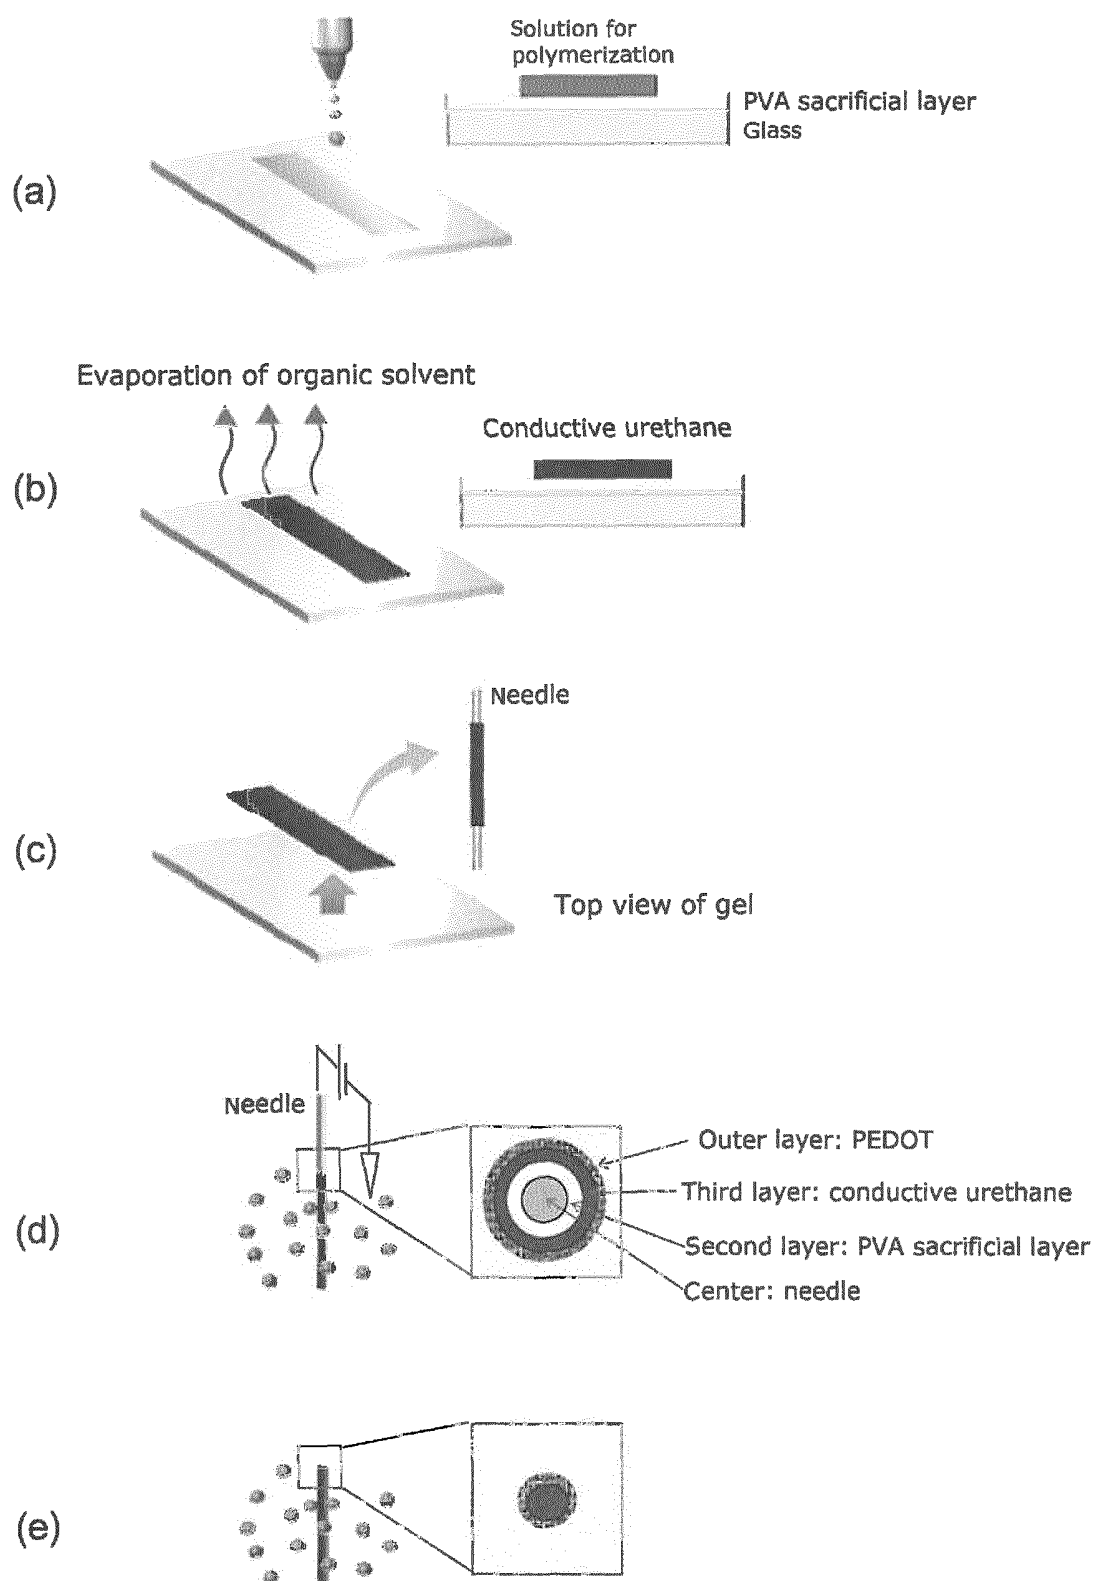 Solution for
polymerization
PVA sacrificial layer
Glass
(a)
Evaporation of organic solvent
Conductive urethane
(b)
Needle
(c)
Top view of gel
Needle
Outer layer: PEDOT
Third layer: conductive urethane
(d)
Second layer: PVA sacrificial layer
Center: needle
(e)